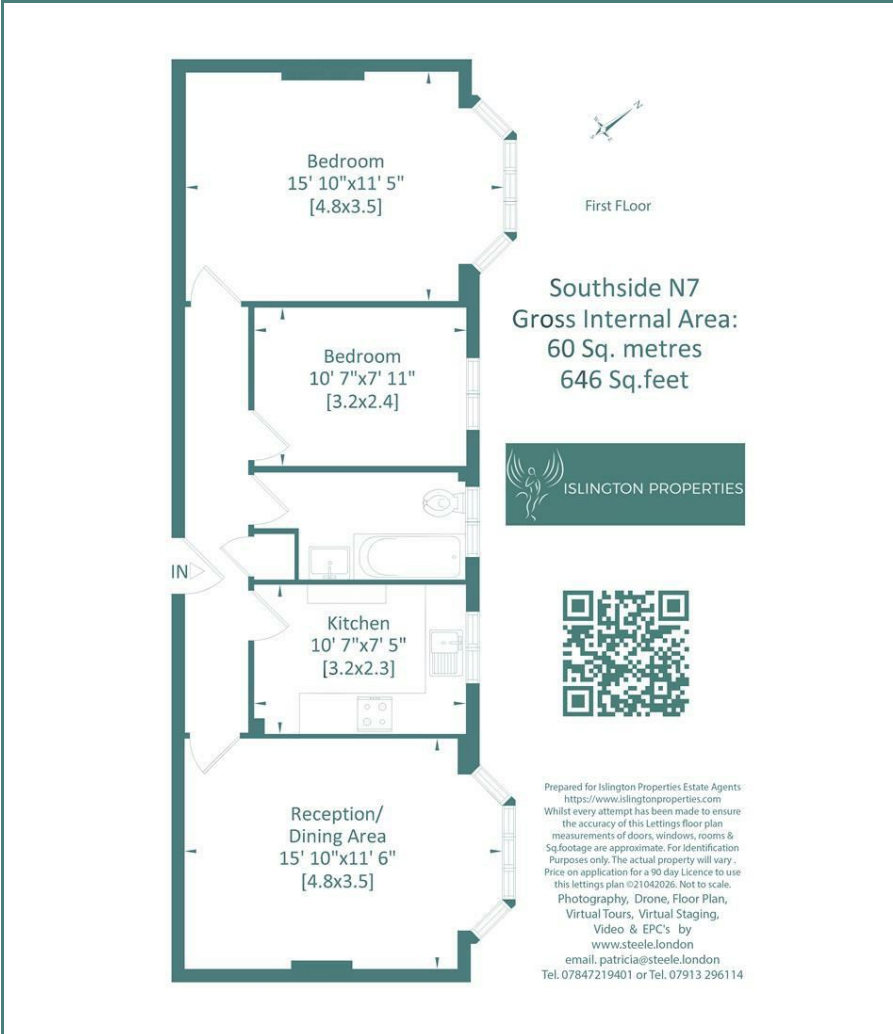 Bedroom
15' 10"x11' 5"
[4.8x3.5]
N
First FLoor
Southside N7
Gross Internal Area:
60 Sq. metres
646 Sq.feet
Bedroom
10' 7"x7' 11"
[3.2x2.4]
ISLINGTON PROPERTIES
IN
Kitchen
10' 7"x7' 5"
[3.2x2.3]
Reception/
Dining Area
15' 10"x11' 6"
[4.8x3.5]
Prepared for Islington Properties Estate Agents
https://www.islingtonproperties.com
Whilst every attempt has been made to ensure
the accuracy of this Lettings floor plan
measurements of doors, windows, rooms &
Sq.footage are approximate. For Identification
Purposes only. The actual property will vary .
Price on application for a 90 day Licence to use
this lettings plan ©21042026. Not to scale.
Photography, Drone, Floor Plan,
Virtual Tours, Virtual Staging,
Video & EPC's by
www.steele.london
email. patricia@steele.london
Tel. 07847219401 or Tel. 07913 296114